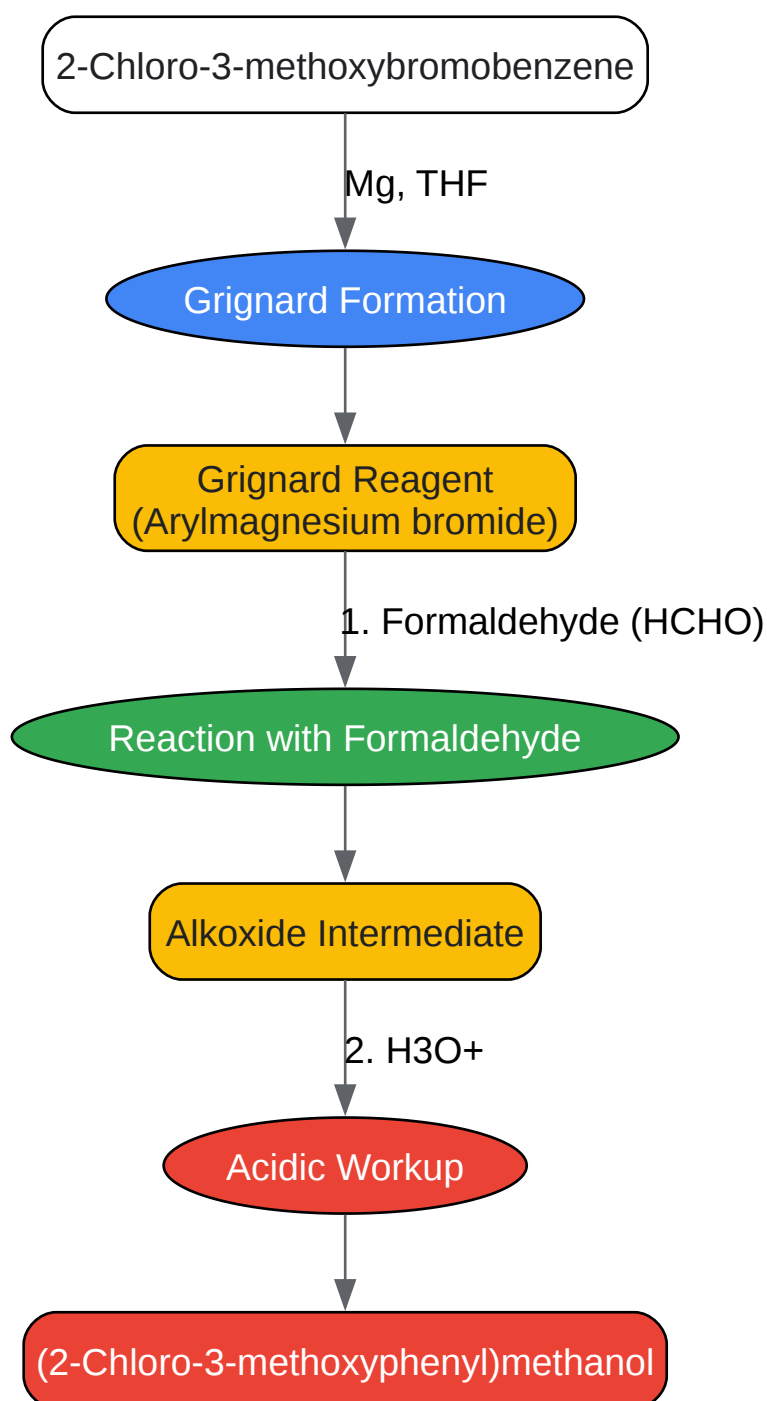 2-Chloro-3-methoxybromobenzene
Mg, THF
Grignard Formation
Grignard Reagent
(Arylmagnesium bromide)
1. Formaldehyde (HCHO)
Reaction with Formaldehyde
Alkoxide Intermediate
2. H3O+
Acidic Workup
(2-Chloro-3-methoxyphenyl)methanol